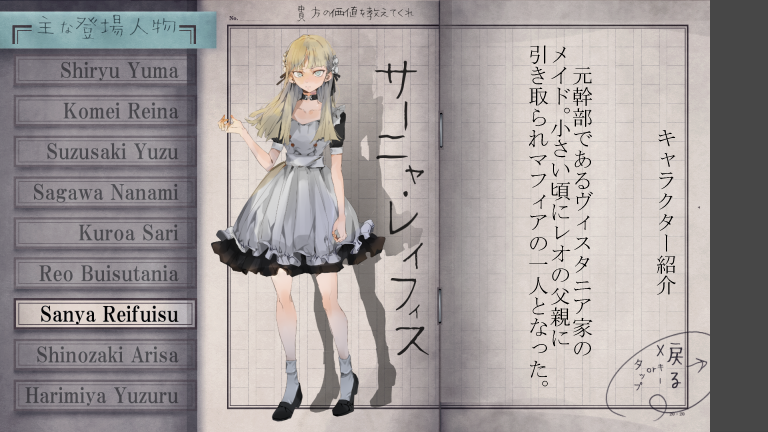 主な登場人物
Shiryu Yuma
Komei Reina
Suzusaki Yuzu
Sagawa Nanami
Kuroa Sari
Reo Buisutania
Sanya Reifuisu
Shinozaki Arisa
Harimiya Yuzuru
No.
貴方の価値を教えてくれ
サーニャ・レイフィス
キャラクター紹介
元幹部であるヴィスタニア家の
メイド。小さい頃にレオの父親に
引き取られマフィアの一人となった。
戻る
Xキー
or
タップ